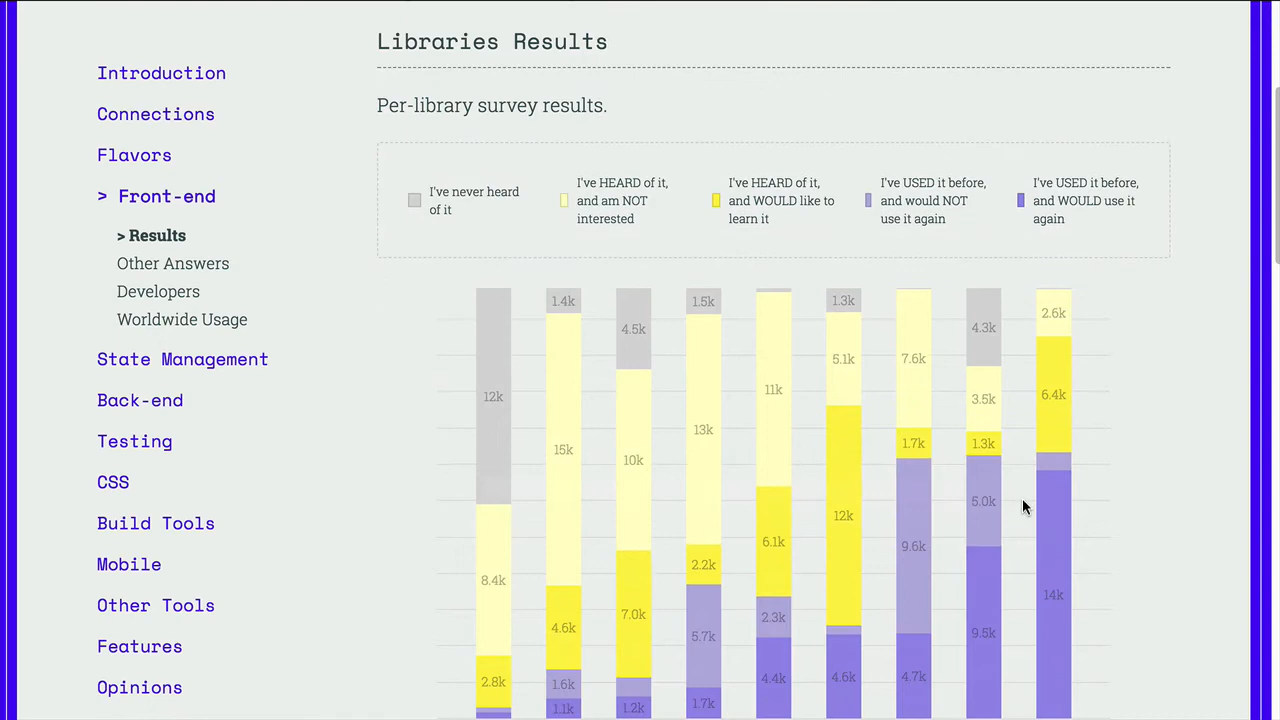 Libraries Results
Introduction
Per-library survey results.
Connections
Flavors
> Front-end
> Results
Other Answers
Developers
Worldwide Usage
State Management
Back-end
Testing
CSS
Build Tools
Mobile
Other Tools
Features
Opinions
I've never heard
of it
I've HEARD of it,
and am NOT
interested
I've HEARD of it,
and WOULD like to
learn it
I've USED it before,
and would NOT
use it again
I've USED it before,
and WOULD use it
again
12k
8.4k
2.8k
1.4k
15k
4.6k
1.6k
1.1k
4.5k
10k
7.0k
1.2k
1.5k
13k
2.2k
5.7k
1.7k
11k
6.1k
2.3k
4.4k
1.3k
5.1k
12k
4.6k
7.6k
1.7k
9.6k
4.7k
4.3k
3.5k
1.3k
5.0k
9.5k
2.6k
6.4k
14k